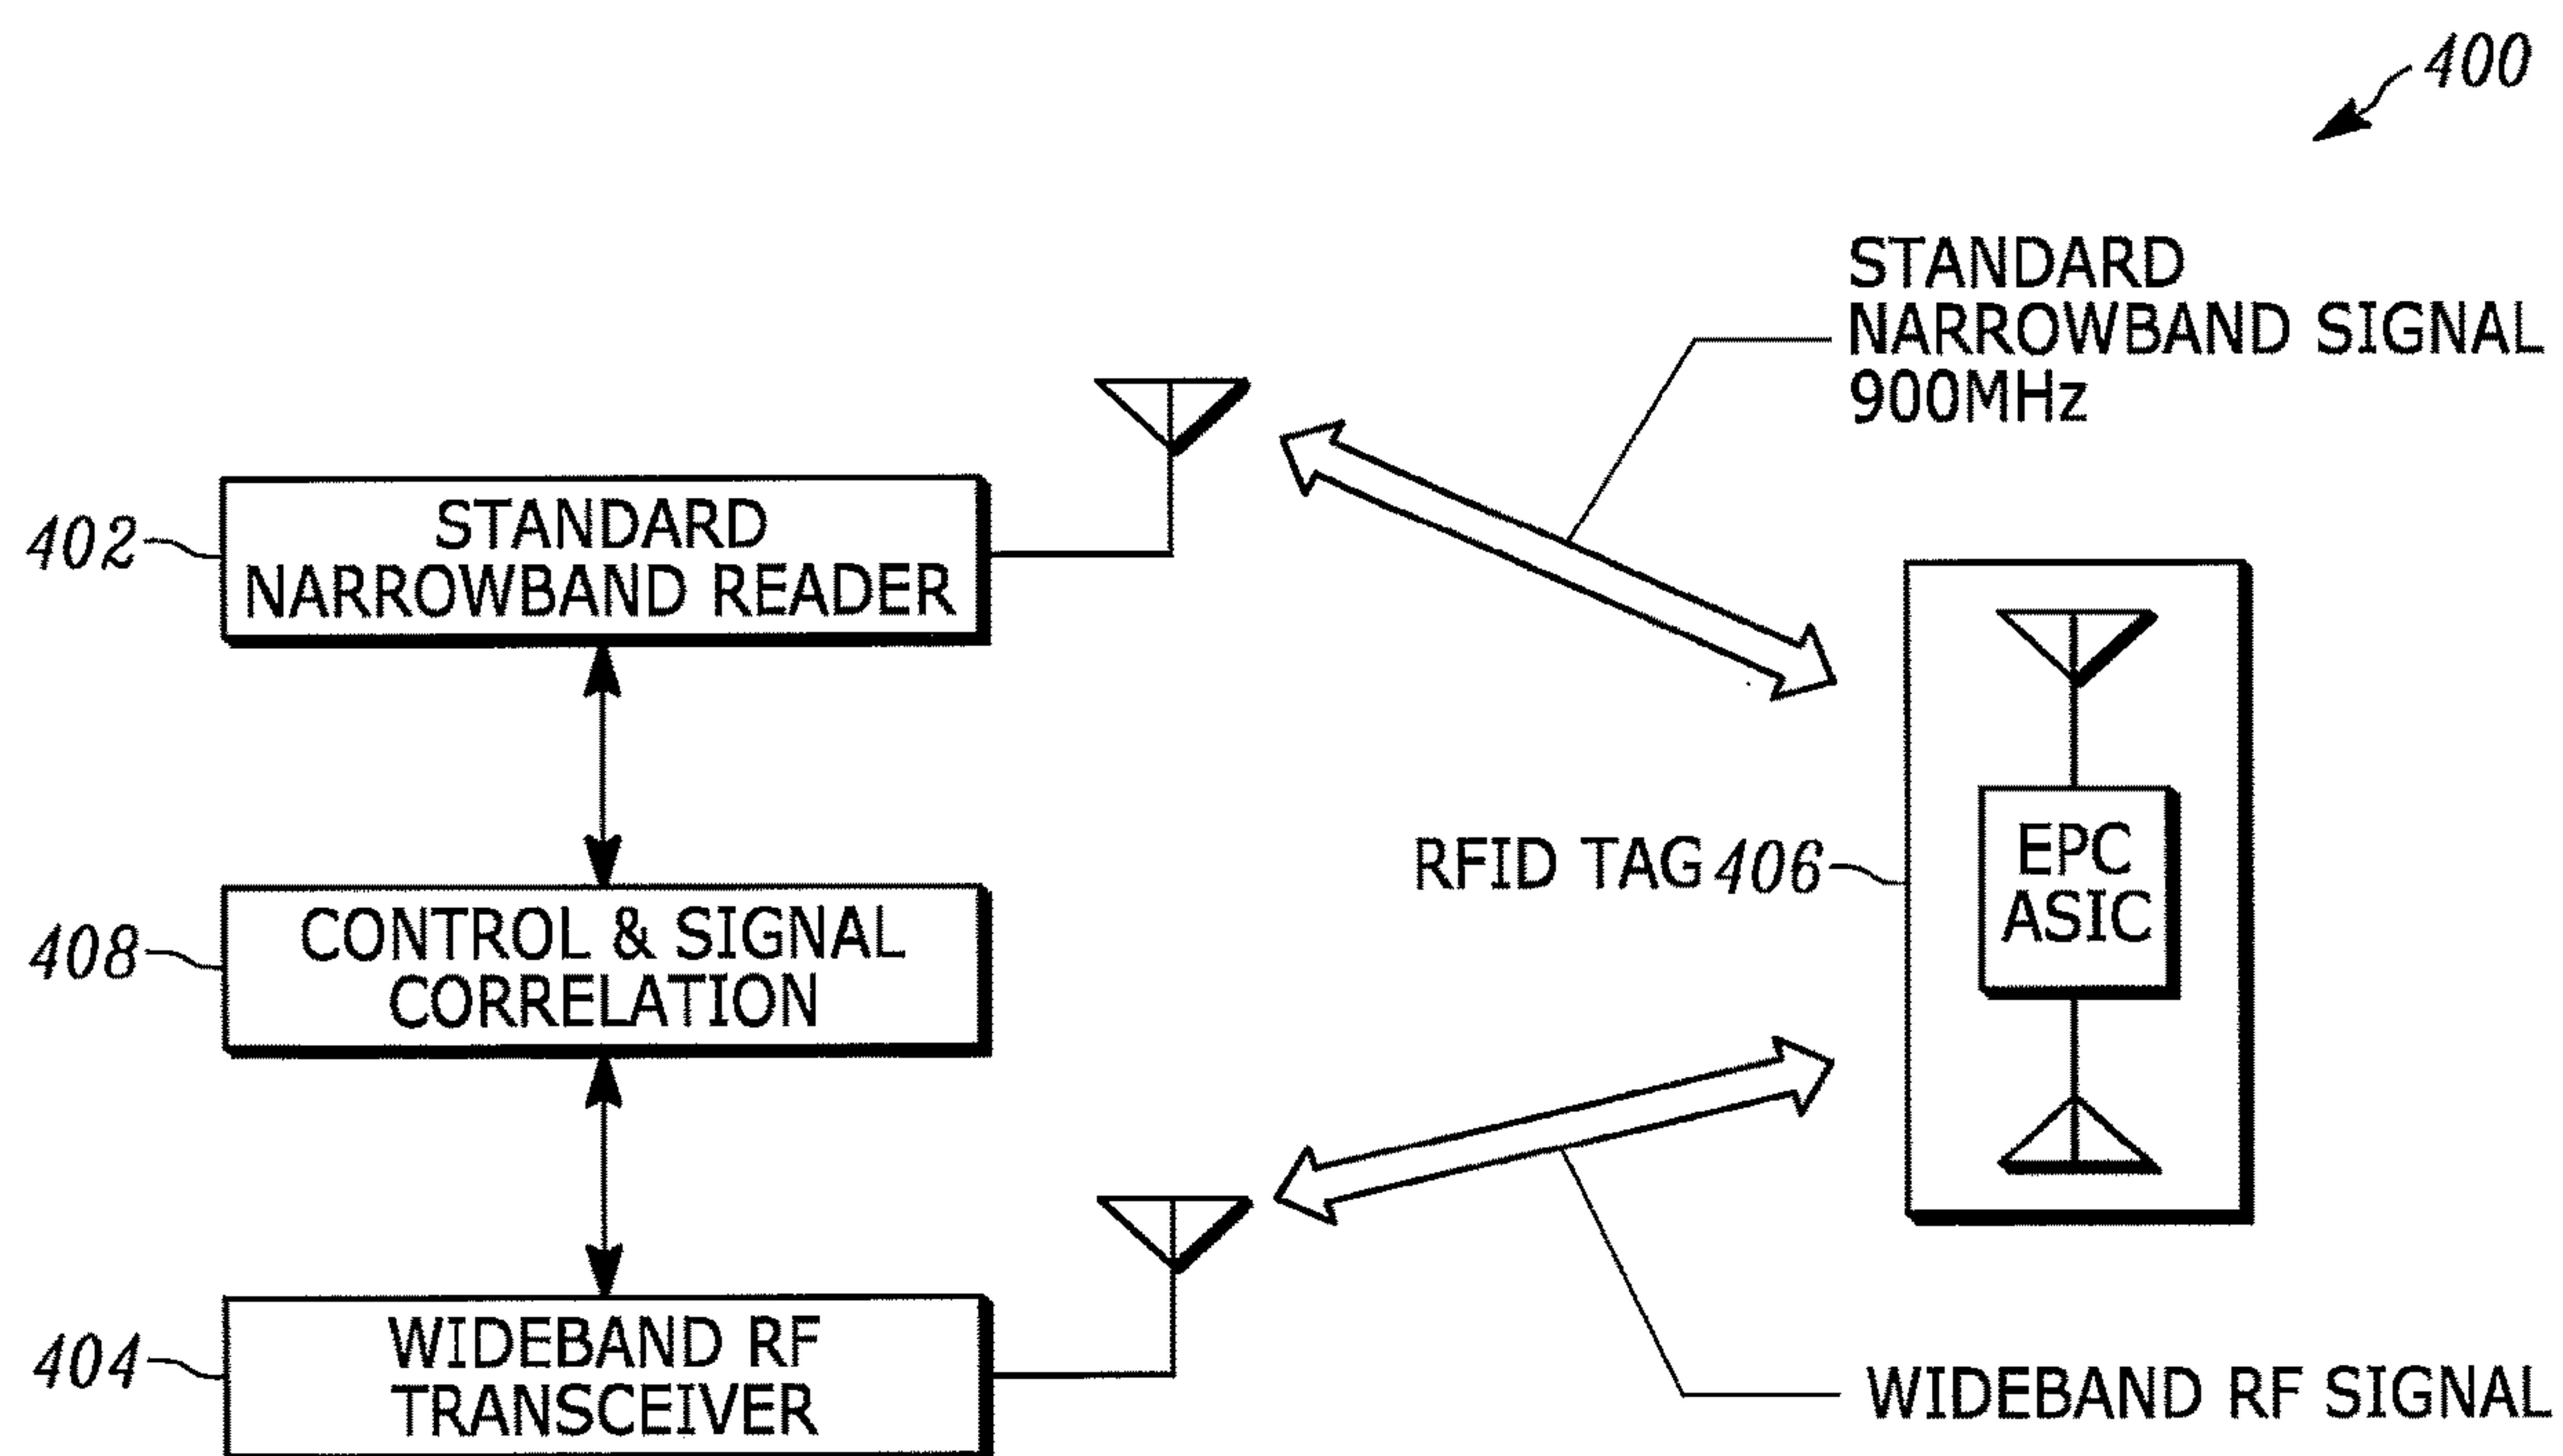 400
STANDARD
NARROWBAND SIGNAL
900MHz
402
STANDARD
NARROWBAND READER
RFID TAG 406
EPC
ASIC
408
CONTROL & SIGNAL
CORRELATION
404
WIDEBAND RF
TRANSCEIVER
WIDEBAND RF SIGNAL